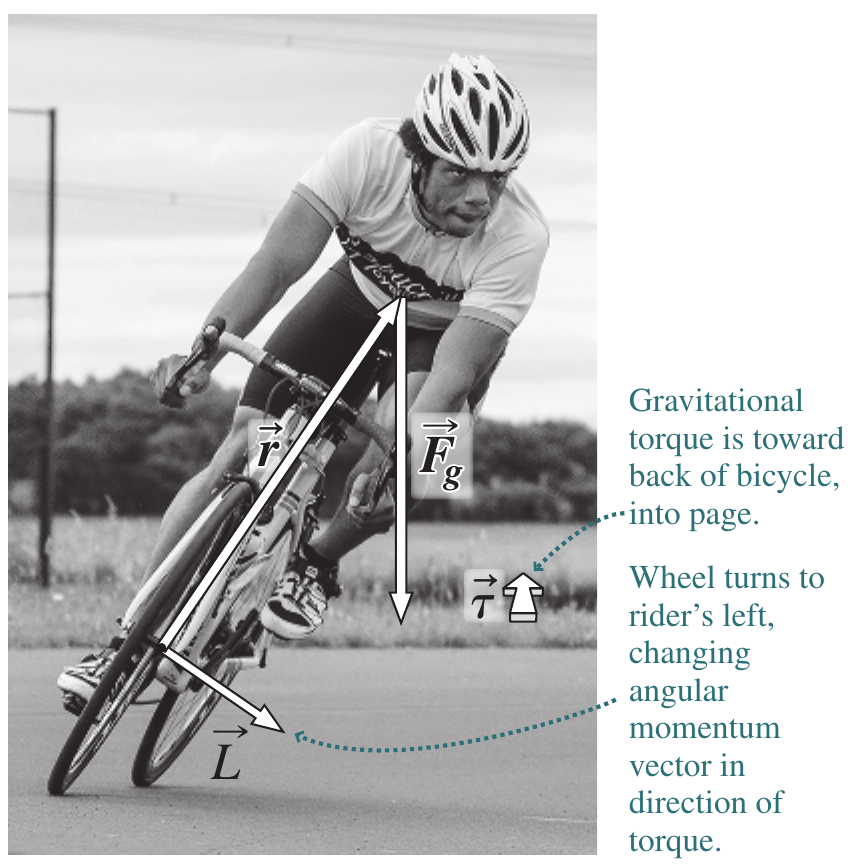 r⃗
F⃗g
τ⃗
L⃗
Gravitational
torque is toward
back of bicycle,
into page.
Wheel turns to
rider’s left,
changing
angular
momentum
vector in
direction of
torque.